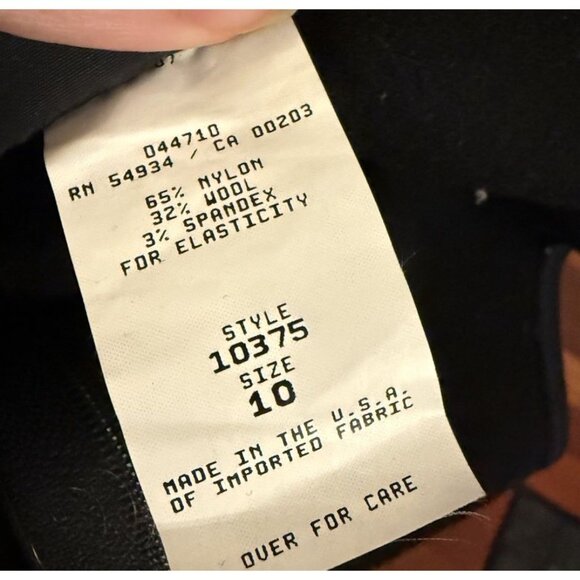 044710
RN 54934 / CA 00203
65% NYLON
32% WOOL
3% SPANDEX
FOR ELASTICITY
STYLE
10375
SIZE
10
MADE IN THE U.S.A.
OF IMPORTED FABRIC
OVER FOR CARE